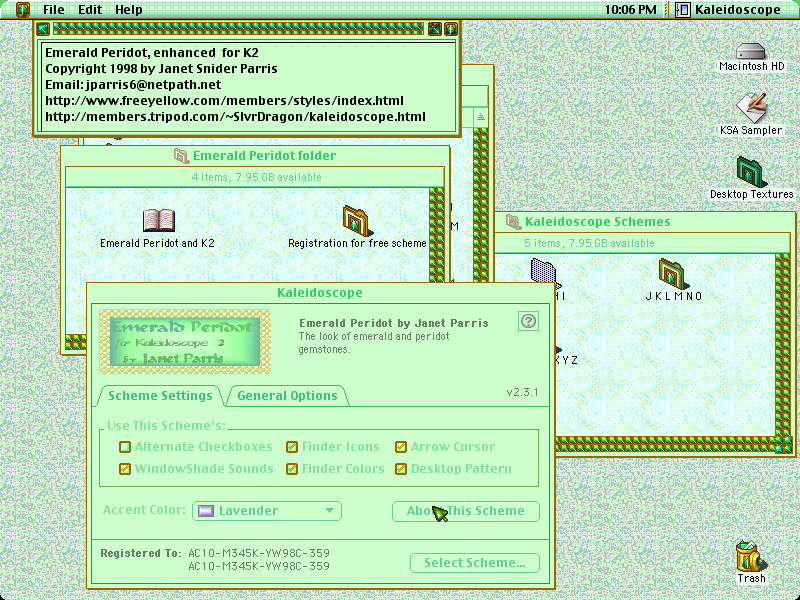 File Edit Help
10:06 PM Kaleidoscope
Emerald Peridot, enhanced for K2
Copyright 1998 by Janet Snider Parris
Email: jparris6@netpath.net
http://www.freeyellow.com/members/styles/index.html
http://members.tripod.com/~SlvrDragon/kaleidoscope.html
Macintosh HD
KSA Sampler
Desktop Textures
Emerald Peridot folder
4 items, 7.95 GB available
Emerald Peridot and K2
Registration for free scheme
M
Kaleidoscope Schemes
5 items, 7.95 GB available
HI
J K L M N O
XYZ
Kaleidoscope
Emerald Peridot
for Kaleidoscope 2
by Janet Parris
Emerald Peridot by Janet Parris
The look of emerald and peridot
gemstones.
?
v2.3.1
Scheme Settings
General Options
Use This Scheme's:
Alternate Checkboxes
Finder Icons
Arrow Cursor
WindowShade Sounds
Finder Colors
Desktop Pattern
Accent Color:
Lavender
About This Scheme
Registered To: AC10-M345K-YW98C-359
AC10-M345K-YW98C-359
Select Scheme...
Trash